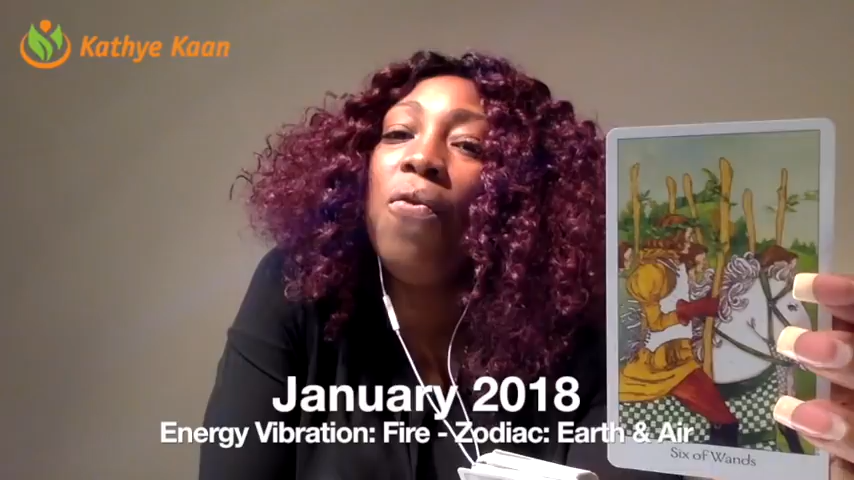 Kathye Kaan
January 2018
Energy Vibration: Fire - Zodiac: Earth & Air
Six of Wands